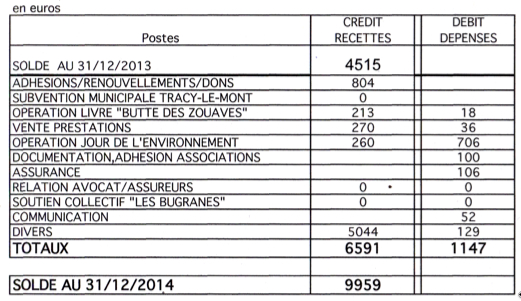 en euros
Postes CREDIT RECETTES DEBIT DEPENSES
SOLDE AU 31/12/2013 4515
ADHESIONS/RENOUVELLEMENTS/DONS 804
SUBVENTION MUNICIPALE TRACY-LE-MONT 0
OPERATION LIVRE "BUTTE DES ZOUAVES" 213 18
VENTE PRESTATIONS 270 36
OPERATION JOUR DE L'ENVIRONNEMENT 260 706
DOCUMENTATION,ADHESION ASSOCIATIONS 100
ASSURANCE 106
RELATION AVOCAT/ASSUREURS 0 0
SOUTIEN COLLECTIF "LES BUGRANES" 0 0
COMMUNICATION 52
DIVERS 5044 129
TOTAUX 6591 1147
SOLDE AU 31/12/2014 9959